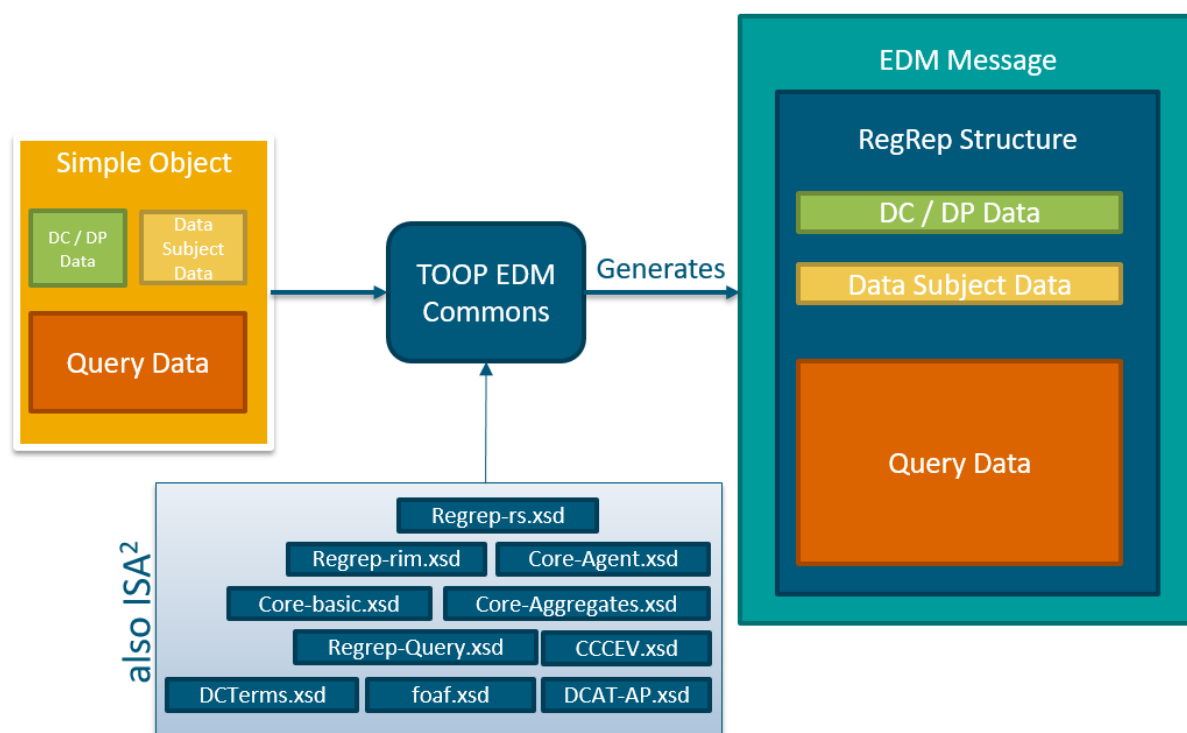 Simple Object
DC / DP
Data
Data
Subject
Data
Query Data
TOOP EDM
Commons
Generates
EDM Message
RegRep Structure
DC / DP Data
Data Subject Data
Query Data
also ISA²
Regrep-rs.xsd
Regrep-rim.xsd
Core-Agent.xsd
Core-basic.xsd
Core-Aggregates.xsd
Regrep-Query.xsd
CCCEV.xsd
DCTerms.xsd
foaf.xsd
DCAT-AP.xsd